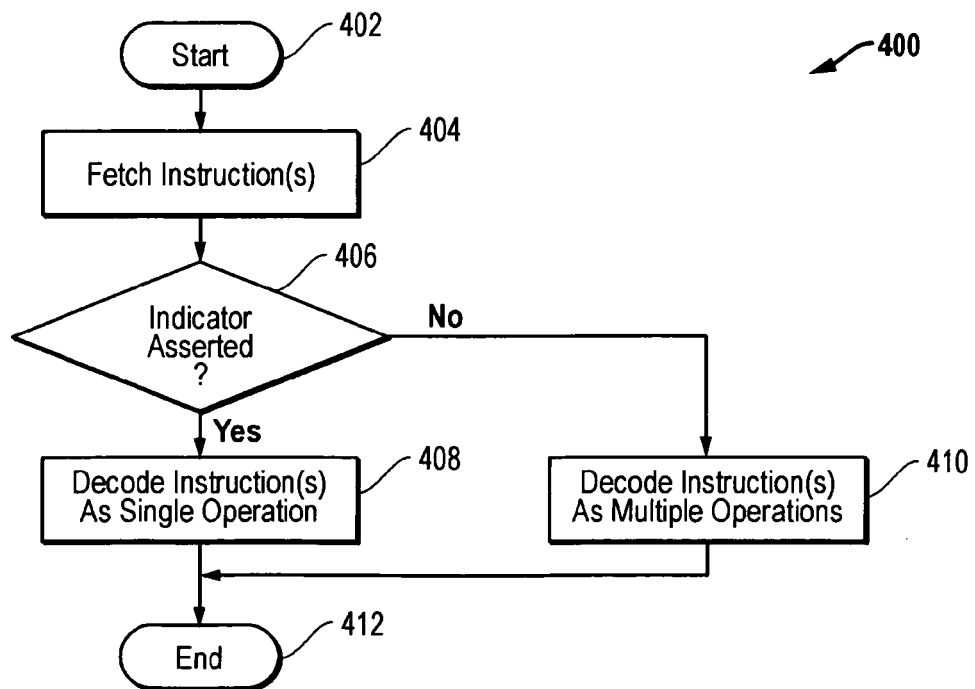 402
Start
400
404
Fetch Instruction(s)
406
Indicator
Asserted
?
No
Yes
408
Decode Instruction(s)
As Single Operation
410
Decode Instruction(s)
As Multiple Operations
412
End